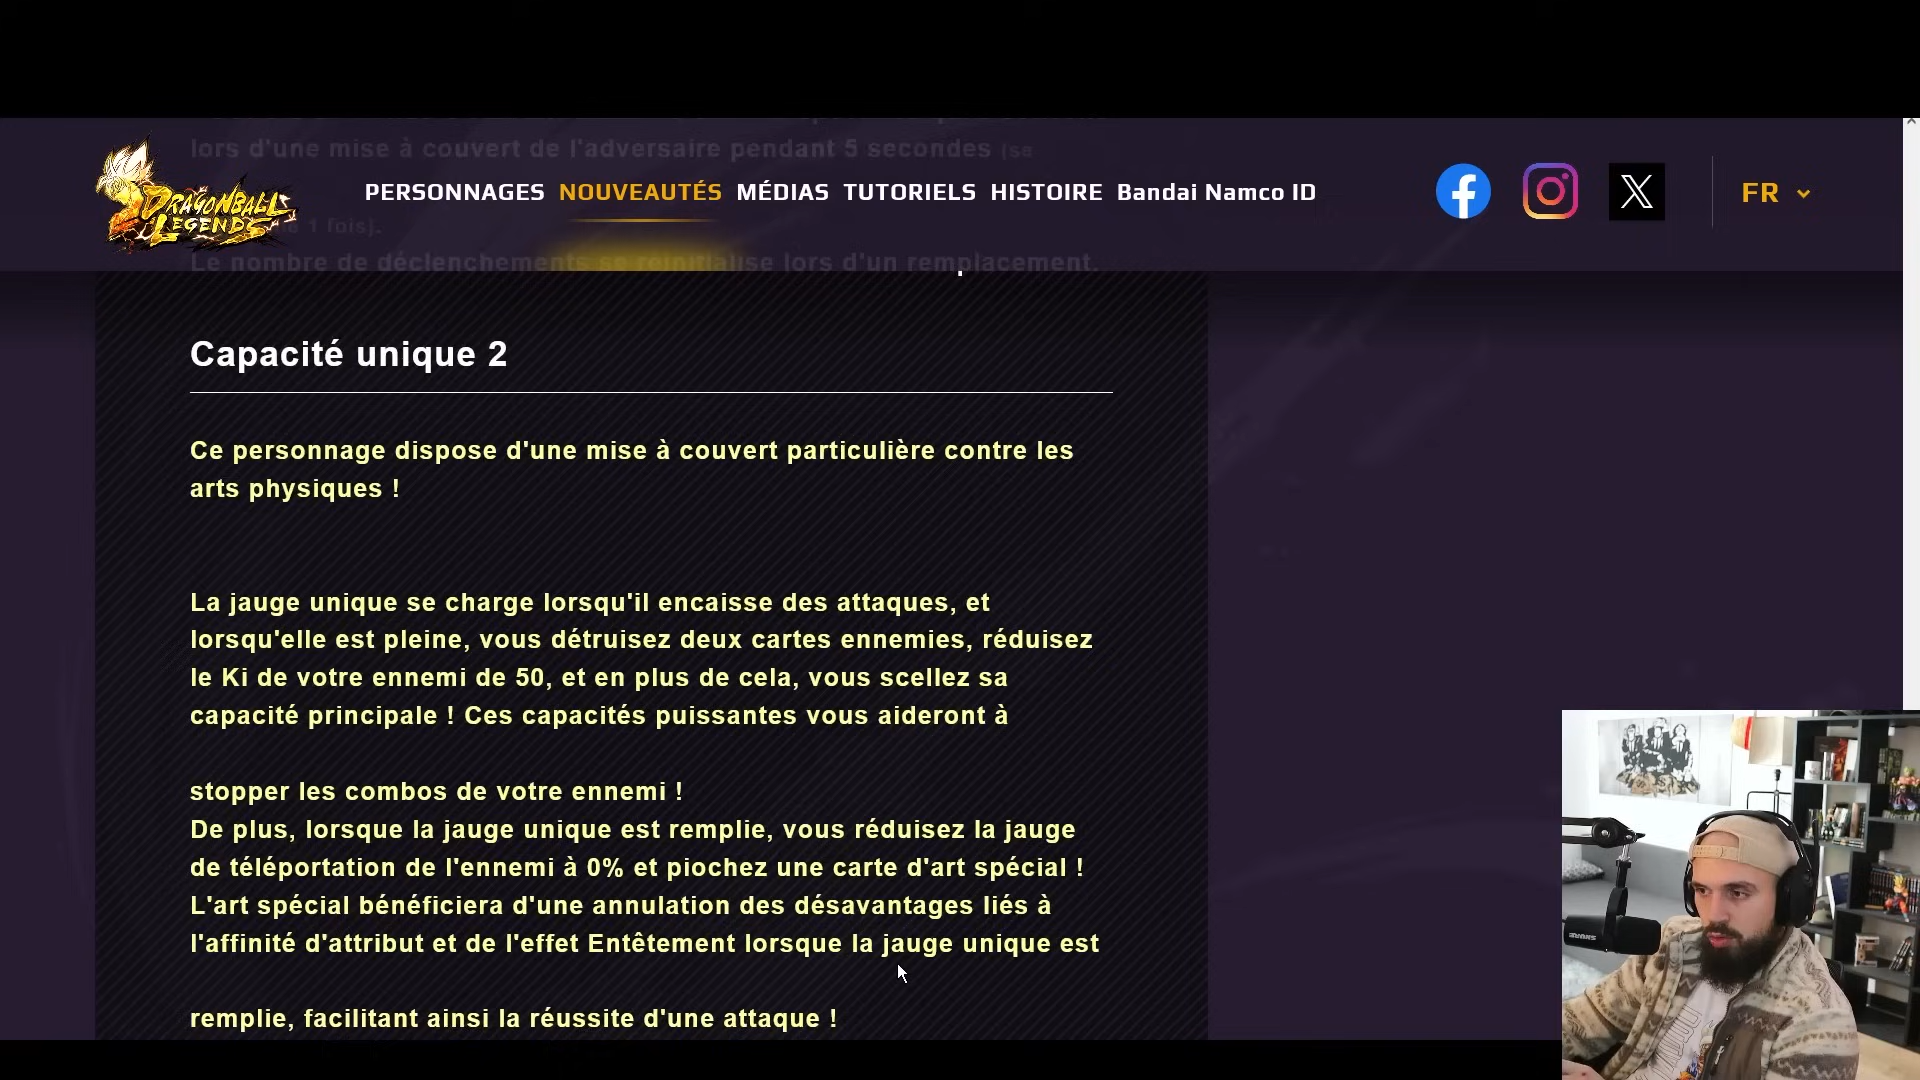 lors d'une mise à couvert de l'adversaire pendant 5 secondes (se
DRAGONBALL
LEGENDS
PERSONNAGES NOUVEAUTÉS MÉDIAS TUTORIELS HISTOIRE Bandai Namco ID
FR
1 fois).
Le nombre de déclenchements se réinitialise lors d'un remplacement.
Capacité unique 2
Ce personnage dispose d'une mise à couvert particulière contre les
arts physiques !
La jauge unique se charge lorsqu'il encaisse des attaques, et
lorsqu'elle est pleine, vous détruisez deux cartes ennemies, réduisez
le Ki de votre ennemi de 50, et en plus de cela, vous scellez sa
capacité principale ! Ces capacités puissantes vous aideront à
stopper les combos de votre ennemi !
De plus, lorsque la jauge unique est remplie, vous réduisez la jauge
de téléportation de l'ennemi à 0% et piochez une carte d'art spécial !
L'art spécial bénéficiera d'une annulation des désavantages liés à
l'affinité d'attribut et de l'effet Entêtement lorsque la jauge unique est
remplie, facilitant ainsi la réussite d'une attaque !